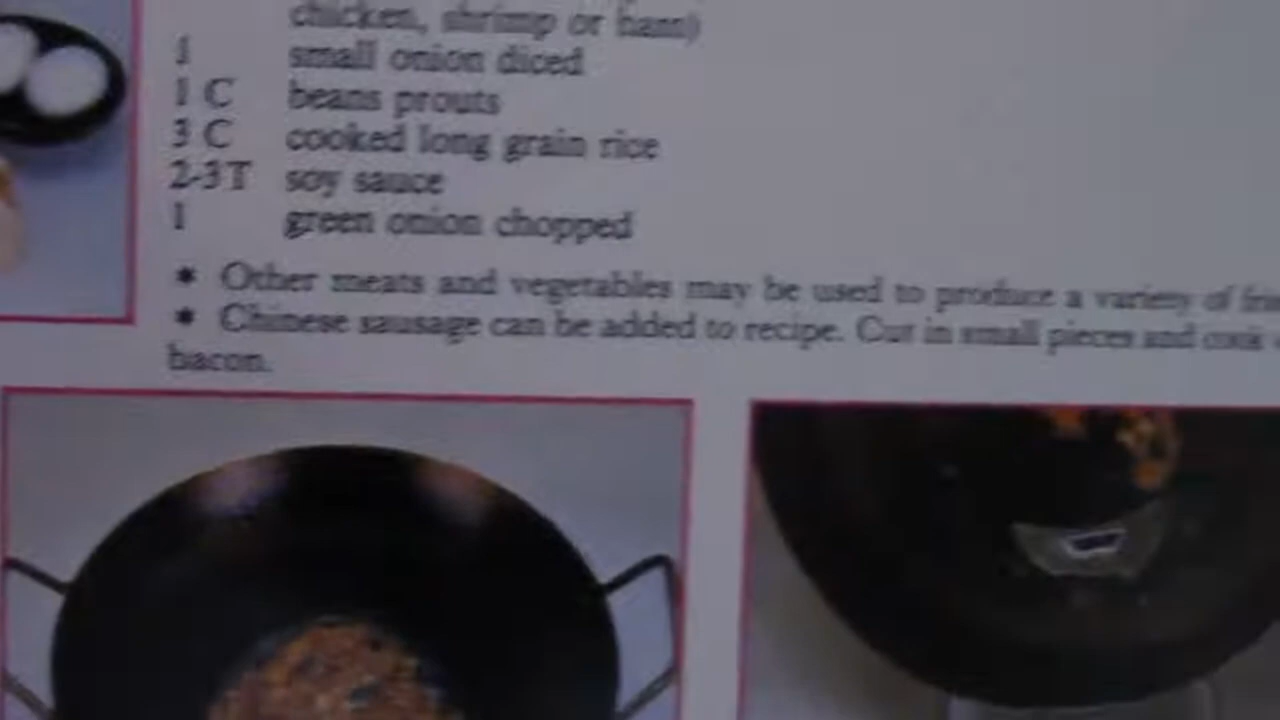 chicken, shrimp or ham)
1 small onion diced
1 C beans prouts
3 C cooked long grain rice
2-3 T soy sauce
1 green onion chopped
* Other meats and vegetables may be used to produce a variety of
* Chinese sausage can be added to recipe. Cut in small pieces and cook
bacon.